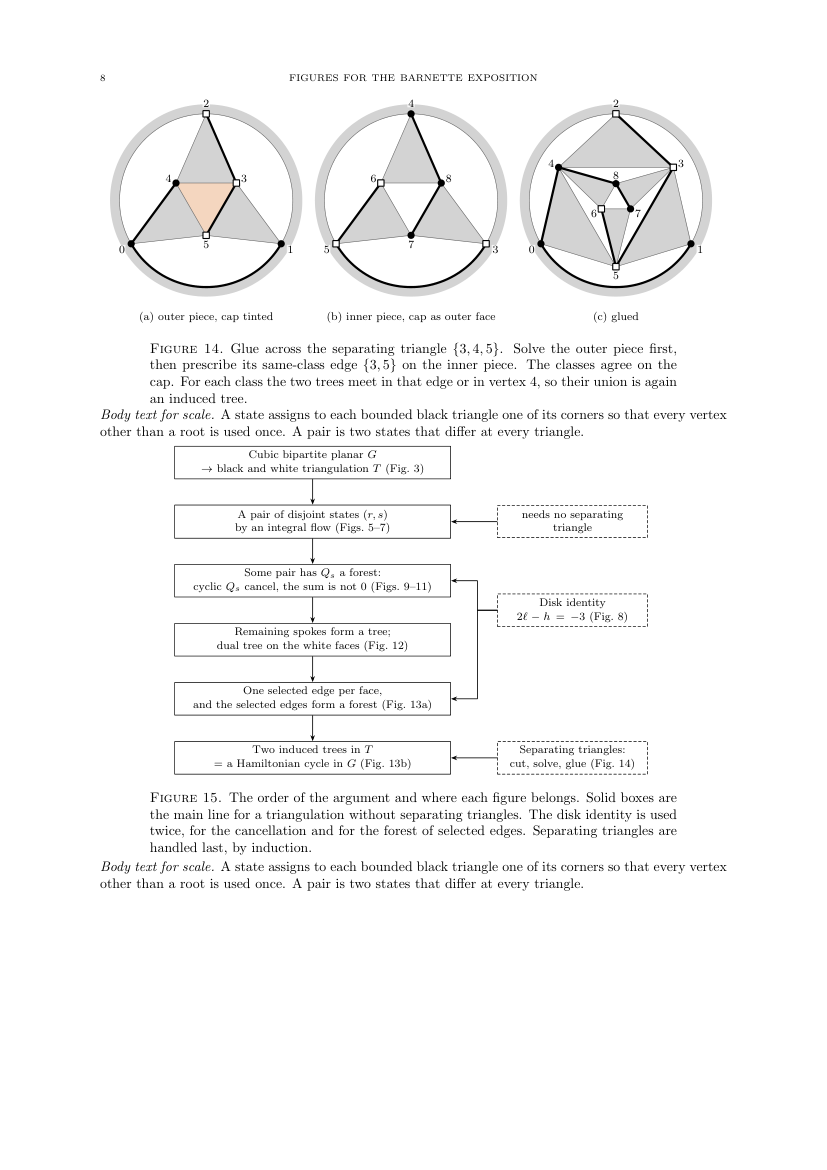 8
FIGURES FOR THE BARNETTE EXPOSITION
2
4
3
5
0
1
4
6
8
5
7
3
2
4
3
8
6
7
0
5
1
(a) outer piece, cap tinted
(b) inner piece, cap as outer face
(c) glued
FIGURE 14. Glue across the separating triangle {3, 4, 5}. Solve the outer piece first,
then prescribe its same-class edge {3, 5} on the inner piece. The classes agree on the
cap. For each class the two trees meet in that edge or in vertex 4, so their union is again
an induced tree.
Body text for scale. A state assigns to each bounded black triangle one of its corners so that every vertex
other than a root is used once. A pair is two states that differ at every triangle.
Cubic bipartite planar G
→ black and white triangulation T (Fig. 3)
A pair of disjoint states (r, s)
by an integral flow (Figs. 5–7)
needs no separating
triangle
Some pair has Qₛ a forest:
cyclic Qₛ cancel, the sum is not 0 (Figs. 9–11)
Disk identity
2ℓ − h = −3 (Fig. 8)
Remaining spokes form a tree;
dual tree on the white faces (Fig. 12)
One selected edge per face,
and the selected edges form a forest (Fig. 13a)
Two induced trees in T
= a Hamiltonian cycle in G (Fig. 13b)
Separating triangles:
cut, solve, glue (Fig. 14)
FIGURE 15. The order of the argument and where each figure belongs. Solid boxes are
the main line for a triangulation without separating triangles. The disk identity is used
twice, for the cancellation and for the forest of selected edges. Separating triangles are
handled last, by induction.
Body text for scale. A state assigns to each bounded black triangle one of its corners so that every vertex
other than a root is used once. A pair is two states that differ at every triangle.